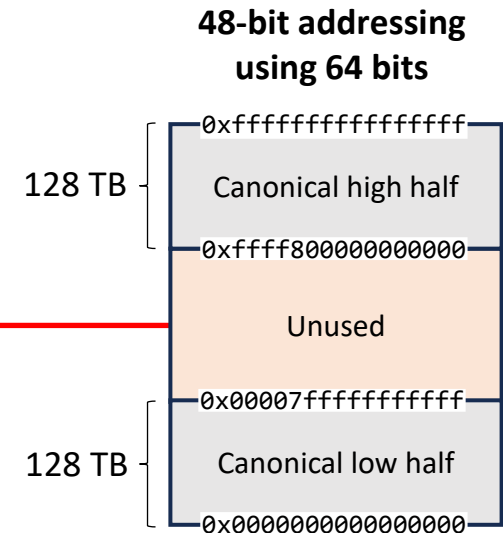 48-bit addressing
using 64 bits
0xffffffffffffffff
128 TB
Canonical high half
0xffff800000000000
Unused
0x00007fffffffffff
128 TB
Canonical low half
0x0000000000000000